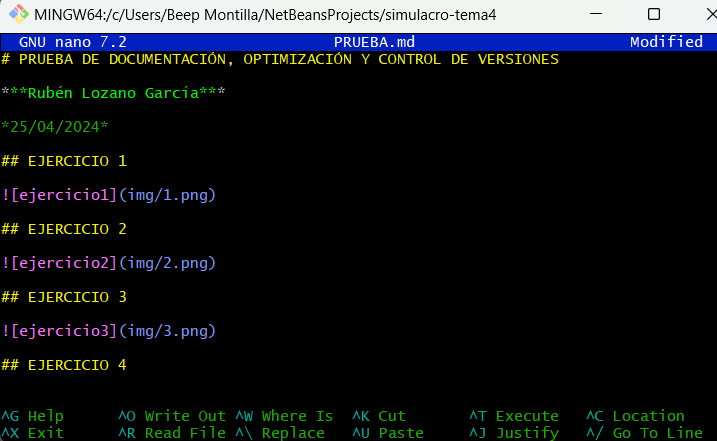 MINGW64:/c/Users/Beep Montilla/NetBeansProjects/simulacro-tema4
GNU nano 7.2 PRUEBA.md Modified
# PRUEBA DE DOCUMENTACIÓN, OPTIMIZACIÓN Y CONTROL DE VERSIONES
***Rubén Lozano García***
*25/04/2024*
## EJERCICIO 1
![ejercicio1](img/1.png)
## EJERCICIO 2
![ejercicio2](img/2.png)
## EJERCICIO 3
![ejercicio3](img/3.png)
## EJERCICIO 4
^G Help ^O Write Out ^W Where Is ^K Cut ^T Execute ^C Location
^X Exit ^R Read File ^\ Replace ^U Paste ^J Justify ^/ Go To Line